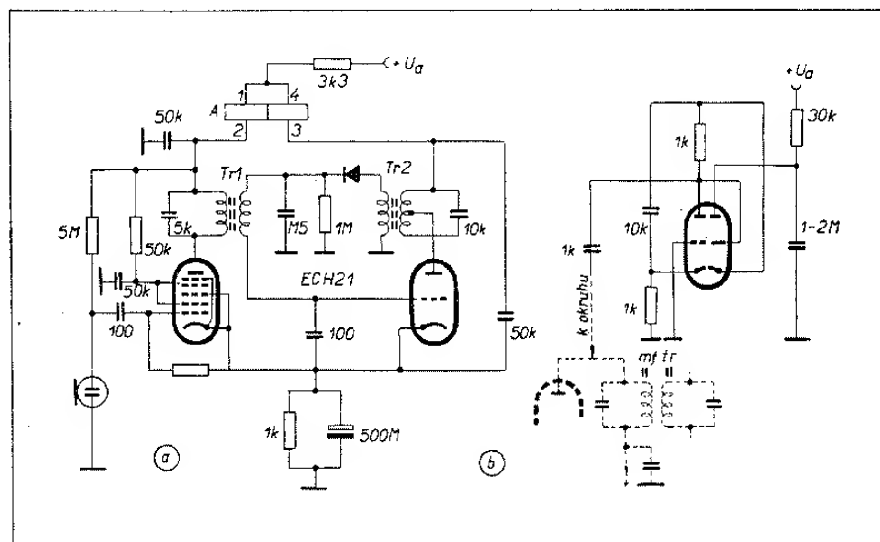 + Ua
3k3
1
4
A
2
3
50k
Tr1
Tr2
5M
50k
5k
M5
1M
10k
50k
100
ECH21
100
50k
1k
500M
a
b
+Ua
30k
1k
10k
1k
1-2M
1k
k okruhu
mf tr